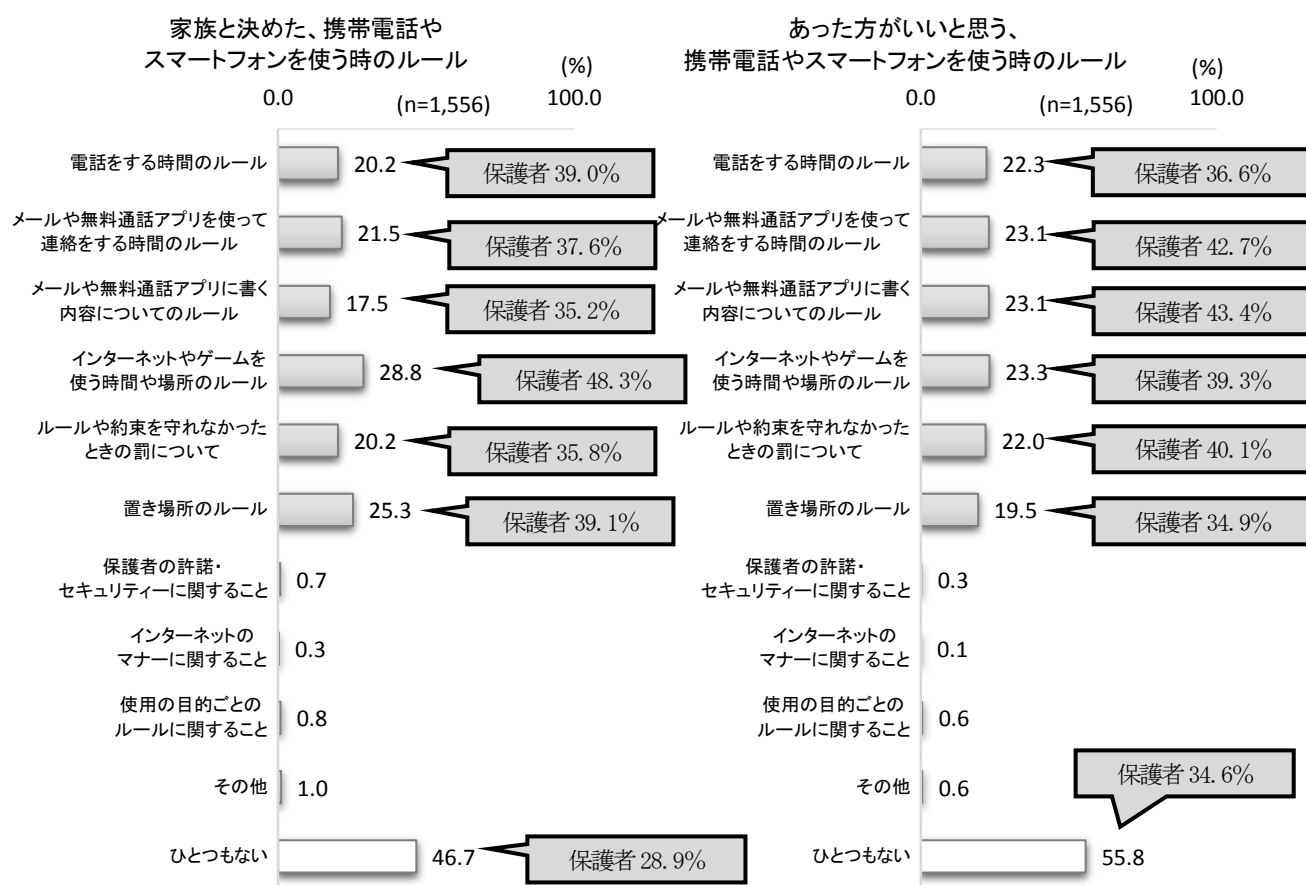 家族と決めた、携帯電話や
スマートフォンを使う時のルール
(%)
0.0
(n=1,556)
100.0
電話をする時間のルール
20.2
保護者 39.0%
メールや無料通話アプリを使って
連絡をする時間のルール
21.5
保護者 37.6%
メールや無料通話アプリに書く
内容についてのルール
17.5
保護者 35.2%
インターネットやゲームを
使う時間や場所のルール
28.8
保護者 48.3%
ルールや約束を守れなかった
ときの罰について
20.2
保護者 35.8%
置き場所のルール
25.3
保護者 39.1%
保護者の許諾・
セキュリティーに関すること
0.7
インターネットの
マナーに関すること
0.3
使用の目的ごとの
ルールに関すること
0.8
その他
1.0
ひとつもない
46.7
保護者 28.9%
あった方がいいと思う、
携帯電話やスマートフォンを使う時のルール
(%)
0.0
(n=1,556)
100.0
電話をする時間のルール
22.3
保護者 36.6%
メールや無料通話アプリを使って
連絡をする時間のルール
23.1
保護者 42.7%
メールや無料通話アプリに書く
内容についてのルール
23.1
保護者 43.4%
インターネットやゲームを
使う時間や場所のルール
23.3
保護者 39.3%
ルールや約束を守れなかった
ときの罰について
22.0
保護者 40.1%
置き場所のルール
19.5
保護者 34.9%
保護者の許諾・
セキュリティーに関すること
0.3
インターネットの
マナーに関すること
0.1
使用の目的ごとの
ルールに関すること
0.6
その他
0.6
保護者 34.6%
ひとつもない
55.8